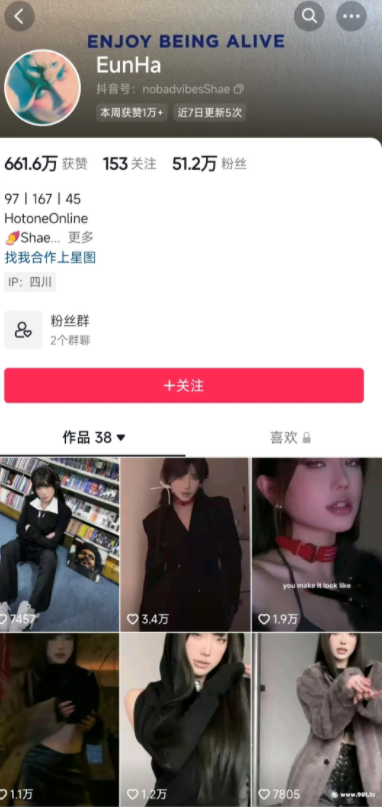 ENJOY BEING ALIVE
EunHa
抖音号：nobadvibesShae
本周获赞1万+ 近7日更新5次
661.6万 获赞 153 关注 51.2万 粉丝
97 | 167 | 45
HotoneOnline
Shae... 更多
找我合作上星图
IP：四川
粉丝群
2个群聊
+关注
作品 38 喜欢
you make it look like
7457 3.4万 1.9万
1.1万 1.2万 7805
www.981.tv